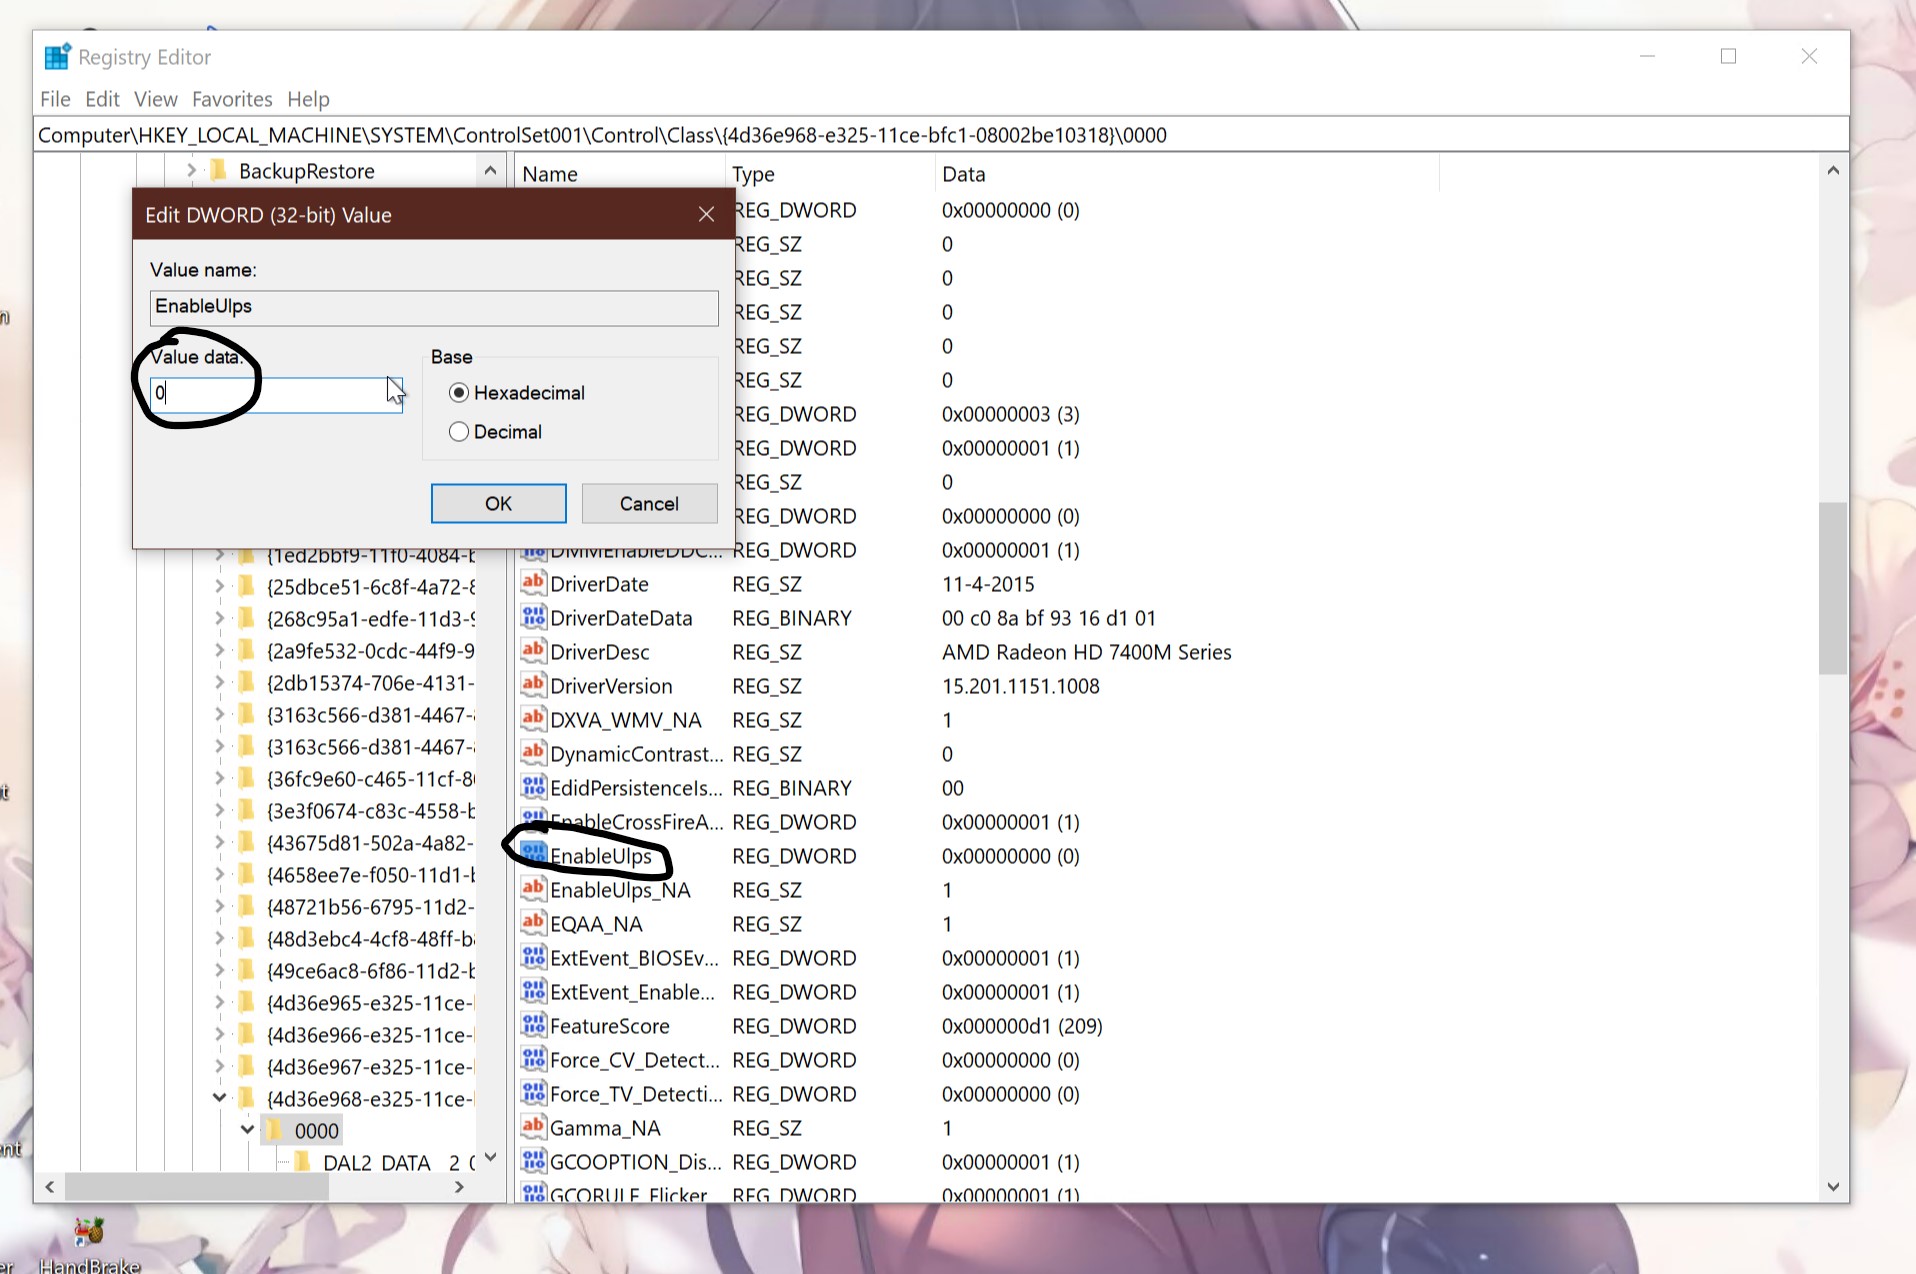 Registry Editor
File Edit View Favorites Help
Computer\HKEY_LOCAL_MACHINE\SYSTEM\ControlSet001\Control\Class\{4d36e968-e325-11ce-bfc1-08002be10318}\0000
BackupRestore
Edit DWORD (32-bit) Value
Value name:
EnableUlps
Value data:
0
Base
Hexadecimal
Decimal
OK Cancel
{1ed2bbf9-11f0-4084-b
{25dbce51-6c8f-4a72-8
{268c95a1-edfe-11d3-9
{2a9fe532-0cdc-44f9-9
{2db15374-706e-4131-
{3163c566-d381-4467-
{3163c566-d381-4467-
{36fc9e60-c465-11cf-8
{3e3f0674-c83c-4558-b
{43675d81-502a-4a82-
{4658ee7e-f050-11d1-b
{48721b56-6795-11d2-
{48d3ebc4-4cf8-48ff-b
{49ce6ac8-6f86-11d2-b
{4d36e965-e325-11ce-
{4d36e966-e325-11ce-
{4d36e967-e325-11ce-
{4d36e968-e325-11ce-
0000
DAL2_DATA__2_0
Name Type Data
REG_DWORD 0x00000000 (0)
REG_SZ 0
REG_SZ 0
REG_SZ 0
REG_SZ 0
REG_SZ 0
REG_DWORD 0x00000003 (3)
REG_DWORD 0x00000001 (1)
REG_SZ 0
REG_DWORD 0x00000000 (0)
DMMEnableDDC... REG_DWORD 0x00000001 (1)
DriverDate REG_SZ 11-4-2015
DriverDateData REG_BINARY 00 c0 8a bf 93 16 d1 01
DriverDesc REG_SZ AMD Radeon HD 7400M Series
DriverVersion REG_SZ 15.201.1151.1008
DXVA_WMV_NA REG_SZ 1
DynamicContrast... REG_SZ 0
EdidPersistenceIs... REG_BINARY 00
EnableCrossFireA... REG_DWORD 0x00000001 (1)
EnableUlps REG_DWORD 0x00000000 (0)
EnableUlps_NA REG_SZ 1
EQAA_NA REG_SZ 1
ExtEvent_BIOSEv... REG_DWORD 0x00000001 (1)
ExtEvent_Enable... REG_DWORD 0x00000001 (1)
FeatureScore REG_DWORD 0x000000d1 (209)
Force_CV_Detect... REG_DWORD 0x00000000 (0)
Force_TV_Detecti... REG_DWORD 0x00000000 (0)
Gamma_NA REG_SZ 1
GCOOPTION_Dis... REG_DWORD 0x00000001 (1)
GCORULE_Flicker REG_DWORD 0x00000001 (1)
HandBrake